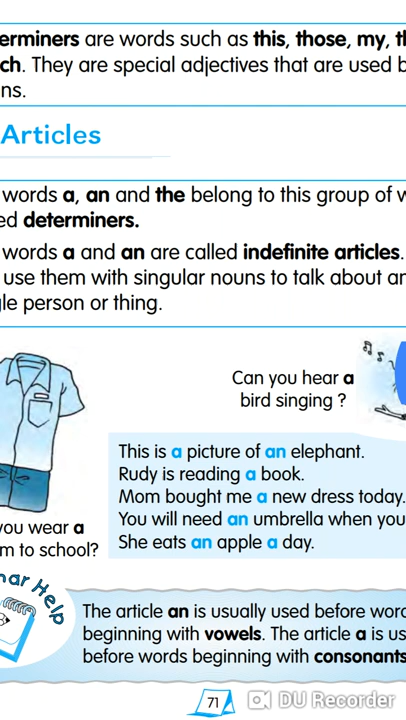 erminers are words such as this, those, my, th
ch. They are special adjectives that are used b
ns.
Articles
words a, an and the belong to this group of w
ed determiners.
words a and an are called indefinite articles.
use them with singular nouns to talk about an
le person or thing.
Can you hear a
bird singing ?
This is a picture of an elephant.
Rudy is reading a book.
Mom bought me a new dress today.
You will need an umbrella when you
She eats an apple a day.
you wear a
m to school?
mar Help
The article an is usually used before word
beginning with vowels. The article a is us
before words beginning with consonants
71
DU Recorder